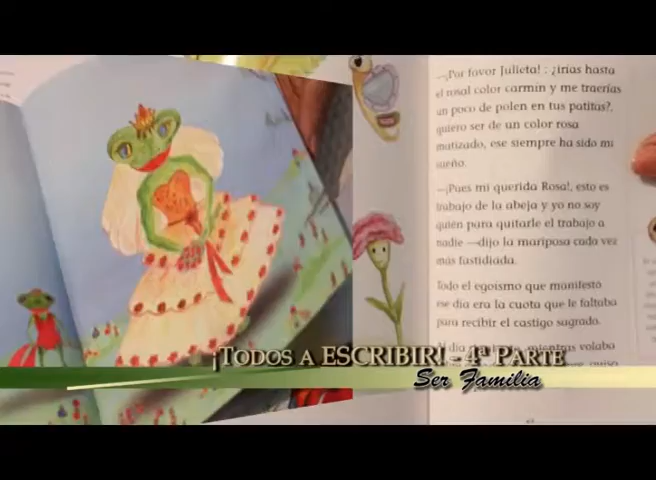 —¡Por favor Julieta! : ¿irías hasta
el rosal color carmín y me traerías
un poco de polen en tus patitas?,
quiero ser de un color rosa
matizado, ese siempre ha sido mi
sueño.
—¡Pues mi querida Rosa!, esto es
trabajo de la abeja y yo no soy
quien para quitarle el trabajo a
nadie —dijo la mariposa cada vez
más fastidiada.
Todo el egoísmo que manifestó
ese día era la cuota que le faltaba
para recibir el castigo sagrado.
Al día mientras volaba
¡TODOS A ESCRIBIR! - 4ª PARTE
Ser Familia